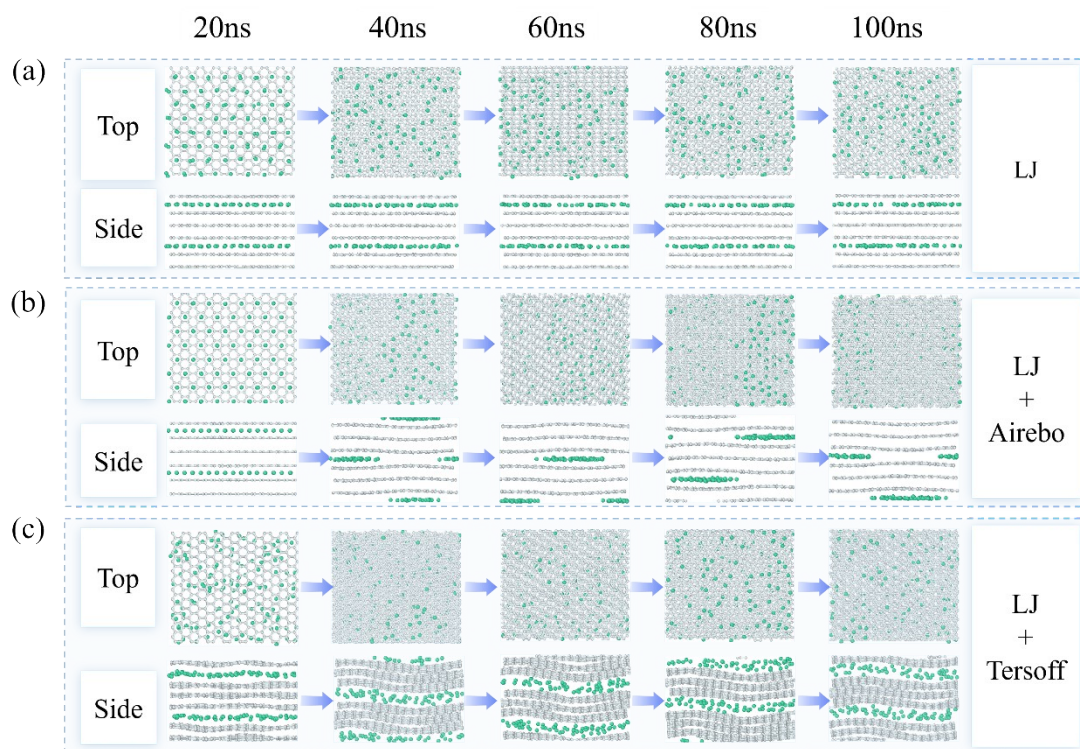 20ns 40ns 60ns 80ns 100ns
(a)
Top
Side
LJ
(b)
Top
Side
LJ
+
Airebo
(c)
Top
Side
LJ
+
Tersoff